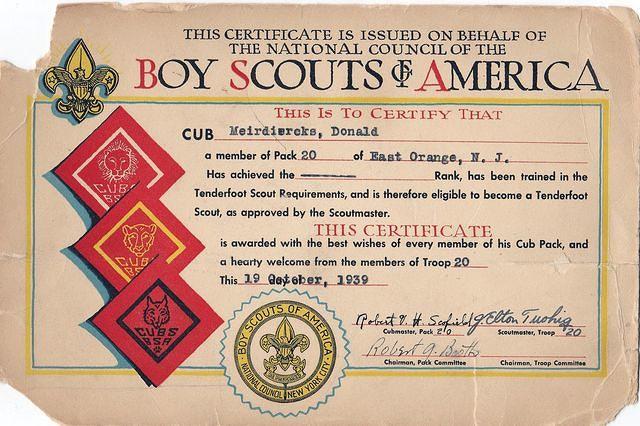 THIS CERTIFICATE IS ISSUED ON BEHALF OF
THE NATIONAL COUNCIL OF THE
BOY SCOUTS OF AMERICA
THIS IS TO CERTIFY THAT
CUB Meirdiercks, Donald
a member of Pack 20 of East Orange, N. J.
Has achieved the ———— Rank, has been trained in the
Tenderfoot Scout Requirements, and is therefore eligible to become a Tenderfoot
Scout, as approved by the Scoutmaster.
THIS CERTIFICATE
is awarded with the best wishes of every member of his Cub Pack, and
a hearty welcome from the members of Troop 20
This 19 October, 1939
CUBS
BSA
CUBS
BS
CUBS
BSA
BOY SCOUTS OF AMERICA
NATIONAL COUNCIL NEW YORK CITY
Robert V. H. Scofield
Cubmaster, Pack 20
J. Elton Tuohig
Scoutmaster, Troop 20
Robert G. Booth
Chairman, Pack Committee
Chairman, Troop Committee